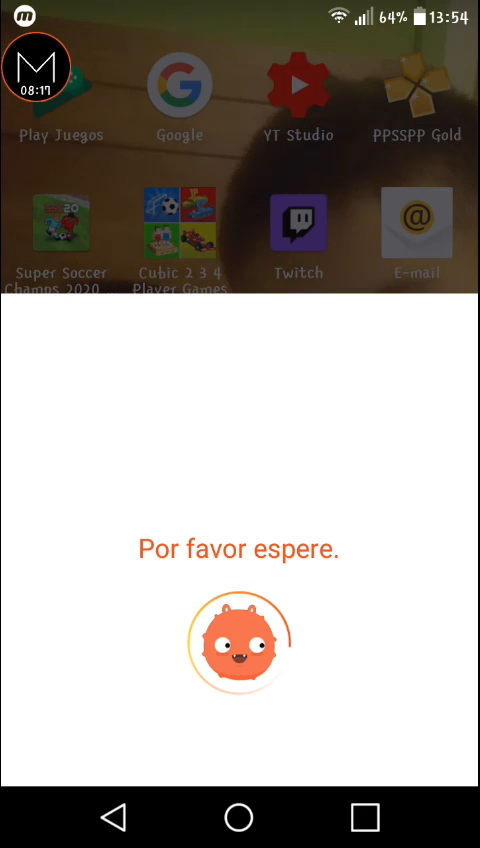 64% 13:54
M
08:17
Play Juegos
Google
YT Studio
PPSSPP Gold
Super Soccer
Champs 2020 ...
Cubic 2 3 4
Player Games
Twitch
E-mail
Por favor espere.